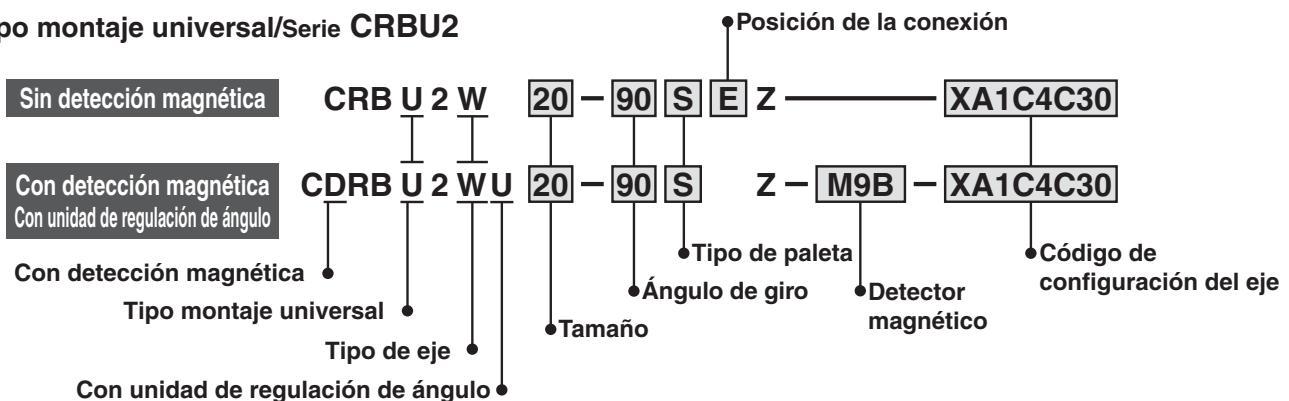 po montaje universal/Serie CRBU2
Posición de la conexión
Sin detección magnética CRB U 2 W 20 – 90 S E Z — XA1C4C30
Con detección magnética
Con unidad de regulación de ángulo
CDRB U 2 W U 20 – 90 S Z – M9B – XA1C4C30
Con detección magnética
Tipo montaje universal
Tipo de eje
Con unidad de regulación de ángulo
Tamaño
Ángulo de giro
Tipo de paleta
Detector
magnético
Código de
configuración del eje